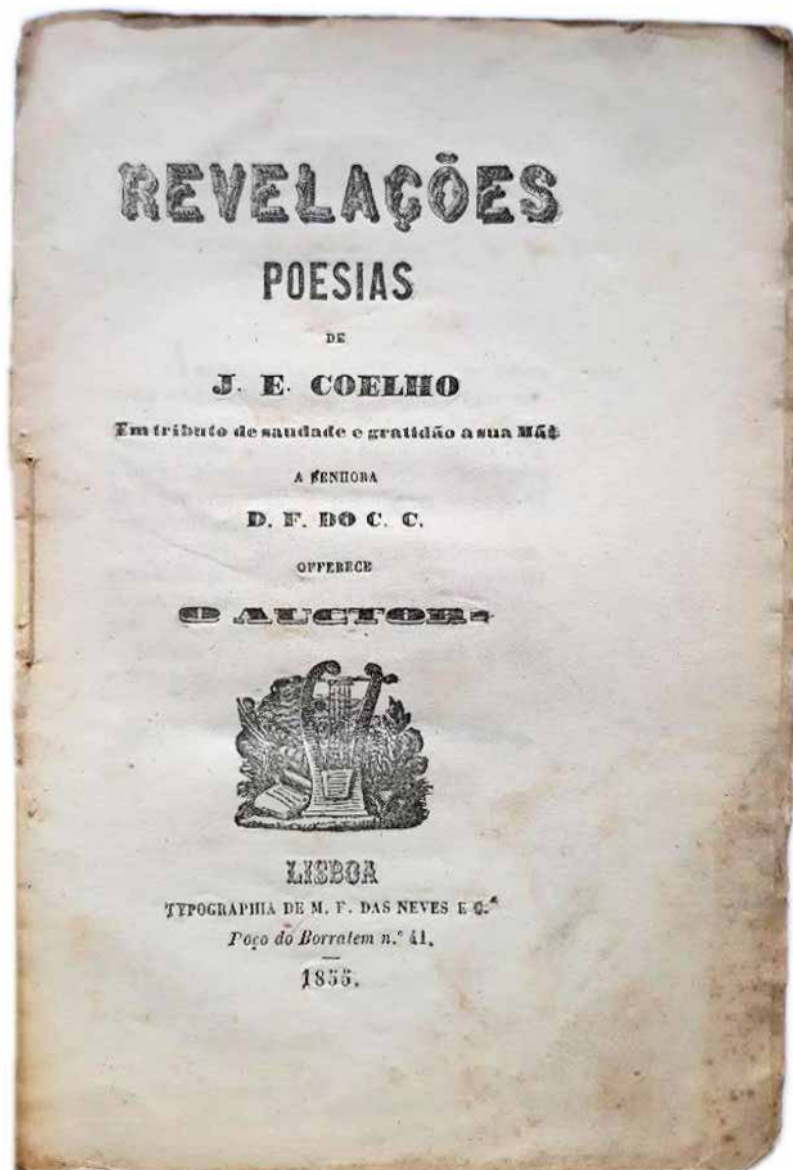 REVELAÇÕES
POESIAS
DE
J. E. COELHO
Em tributo de saudade e gratidão a sua Mãe
A SENHORA
D. F. DO C. C.
OFFERECE
O AUCTOR.
LISBOA
TYPOGRAPHIA DE M. F. DAS NEVES E C.ª
Poço do Borratem n.º 41.
1855.